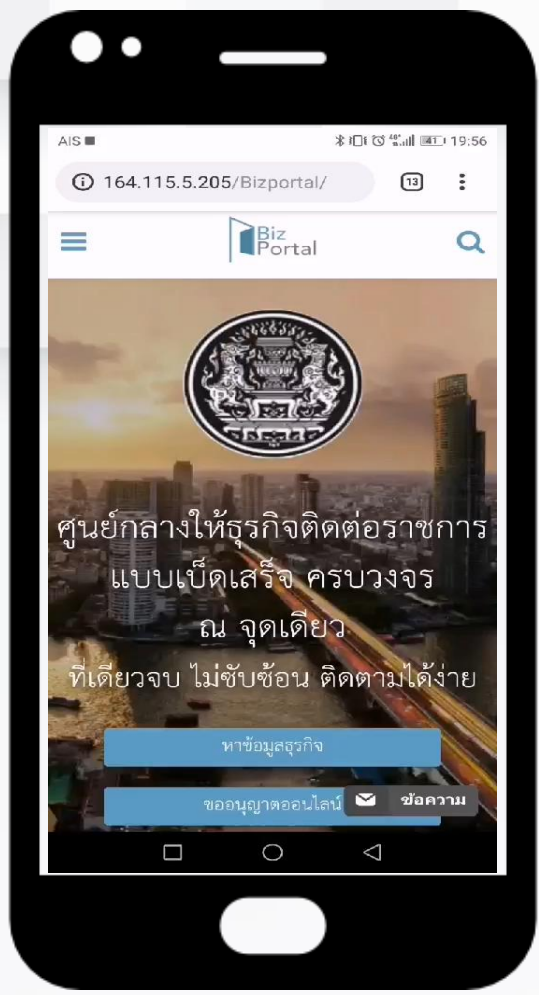 AIS 19:56
164.115.5.205/Bizportal/ 13
Biz
Portal
ศูนย์กลางให้ธุรกิจติดต่อราชการ
แบบเบ็ดเสร็จ ครบวงจร
ณ จุดเดียว
ที่เดียวจบ ไม่ซับซ้อน ติดตามได้ง่าย
หาข้อมูลธุรกิจ
ขออนุญาตออนไลน์
ข้อความ